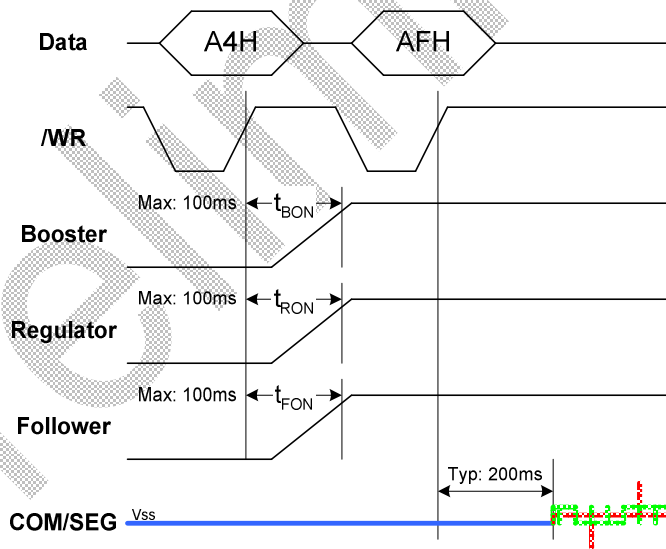 Data A4H AFH
/WR
Max: 100ms tBON
Booster
Max: 100ms tRON
Regulator
Max: 100ms tFON
Follower
Typ: 200ms
COM/SEG Vss